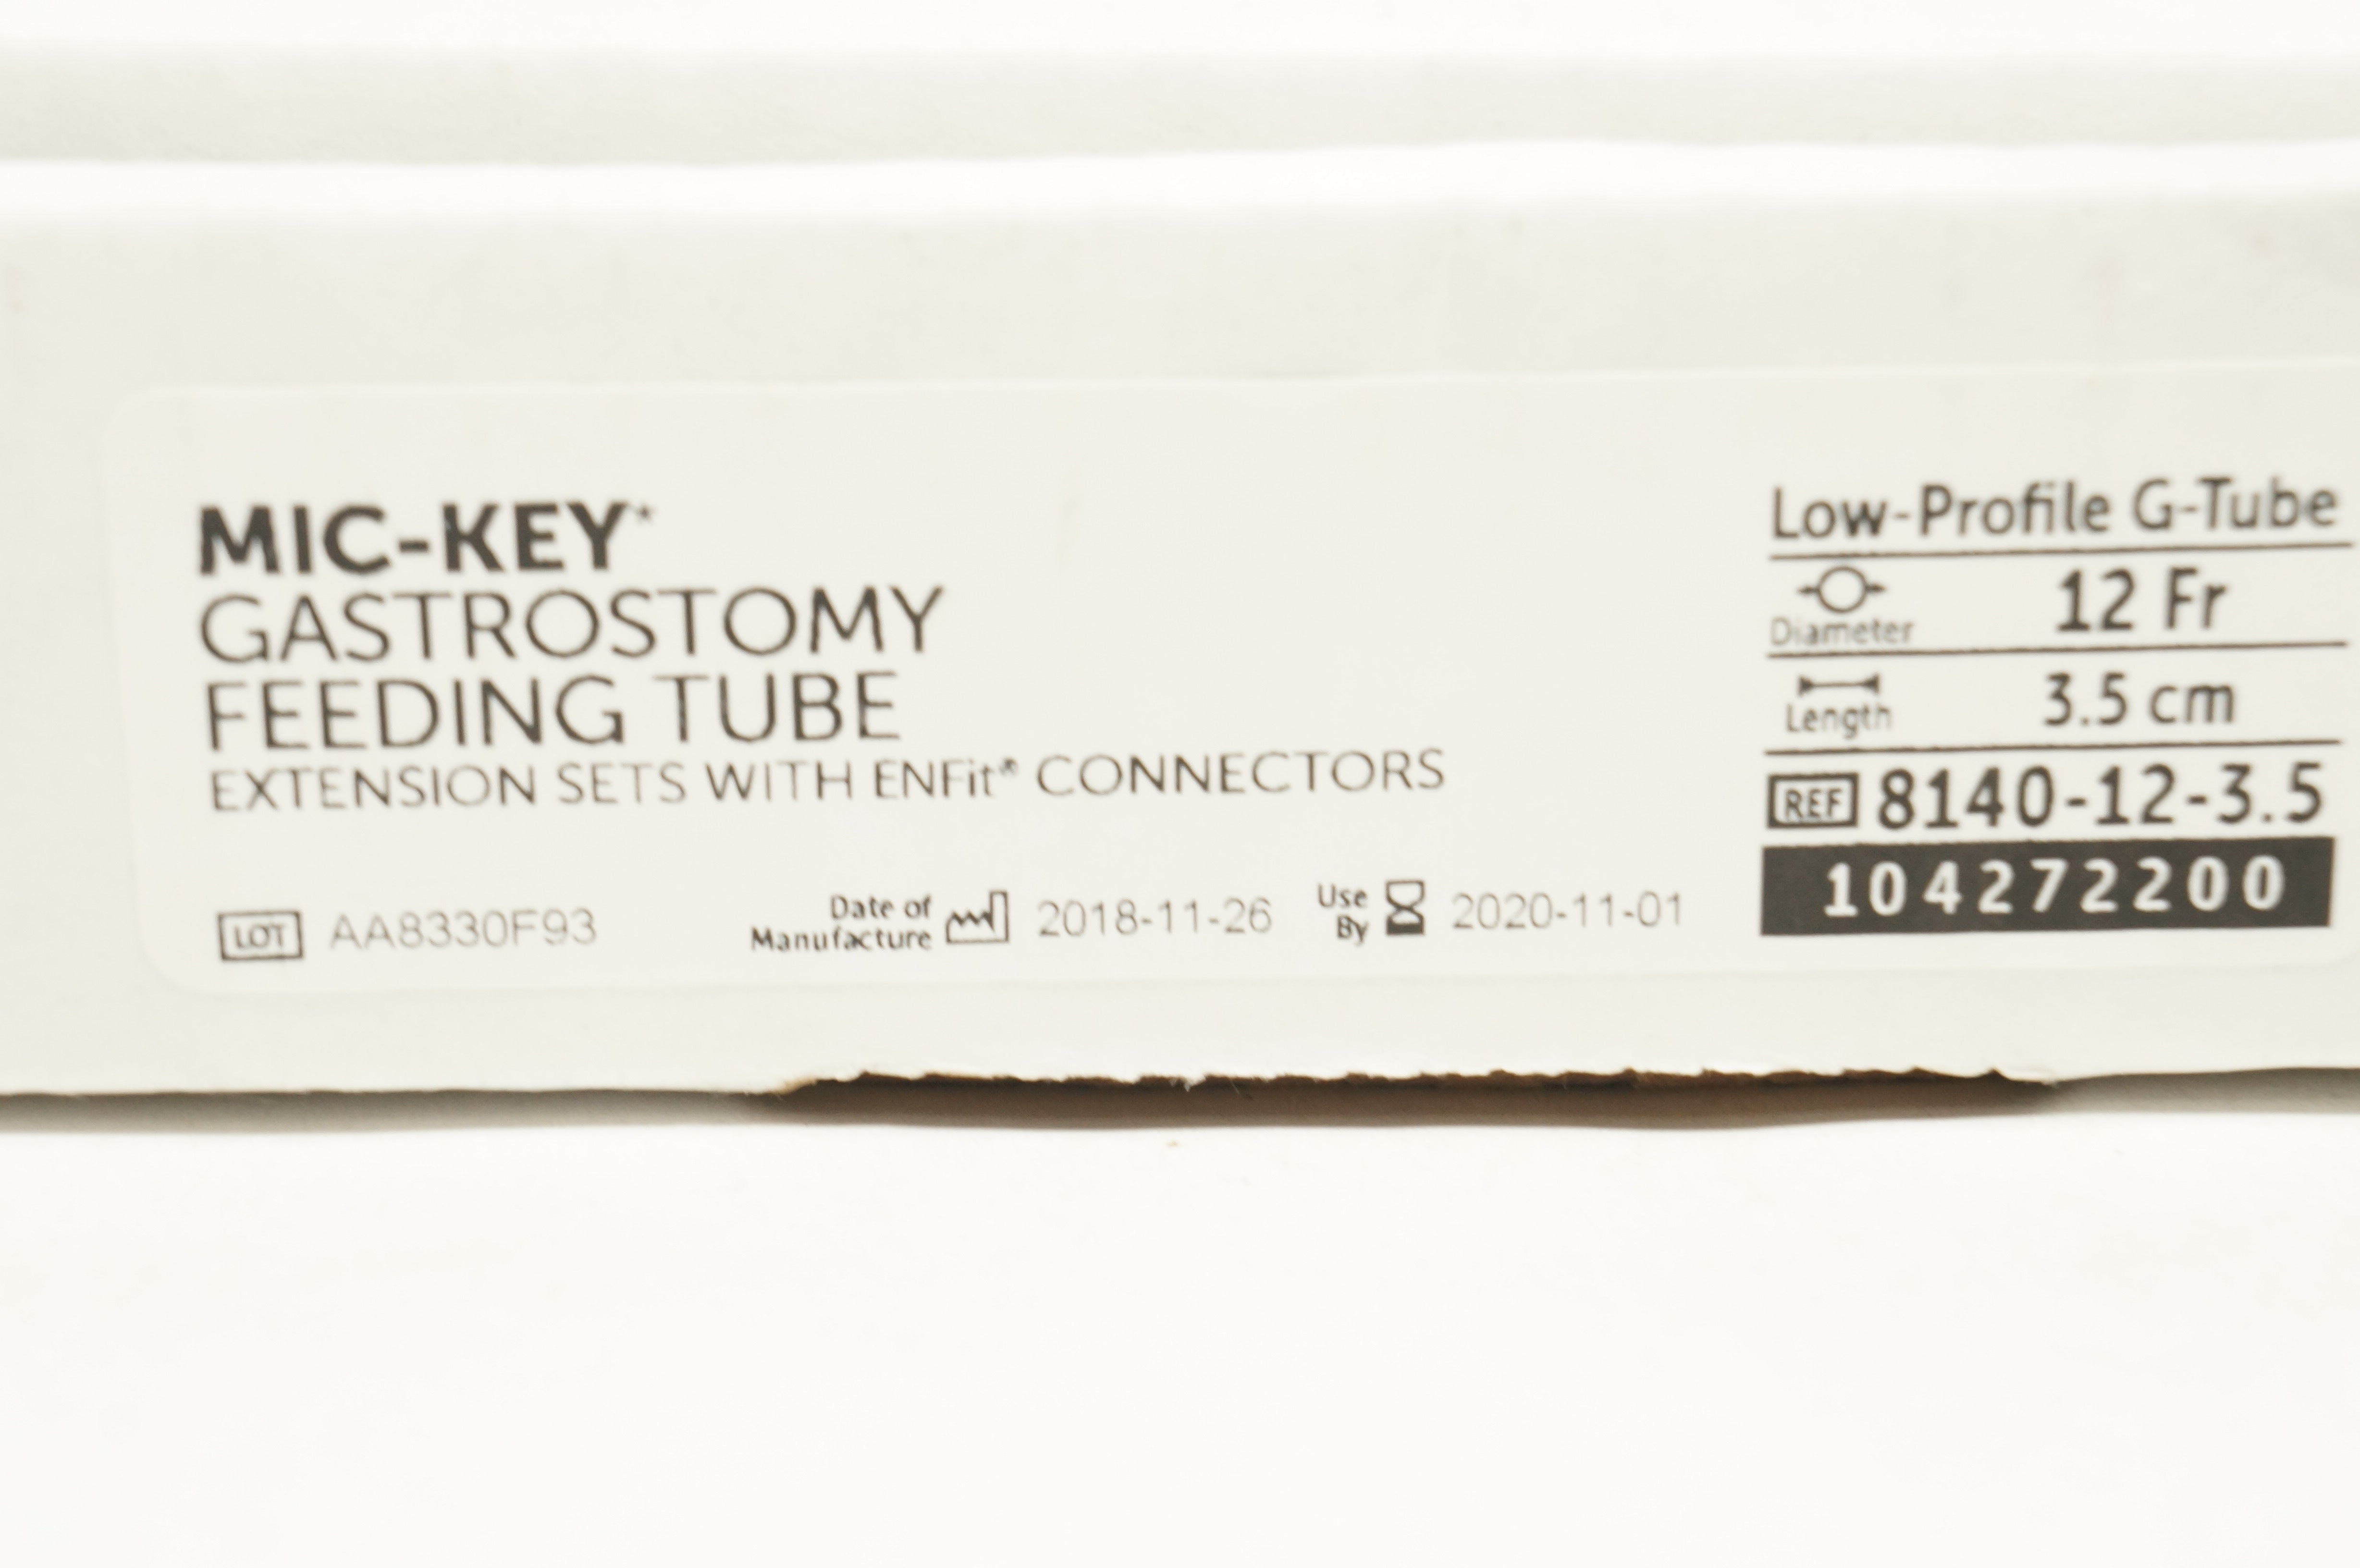 MIC-KEY*
GASTROSTOMY
FEEDING TUBE
EXTENSION SETS WITH ENFit® CONNECTORS
LOT AA8330F93
Date of Manufacture 2018-11-26
Use By 2020-11-01
Low-Profile G-Tube
Diameter 12 Fr
Length 3.5 cm
REF 8140-12-3.5
104272200